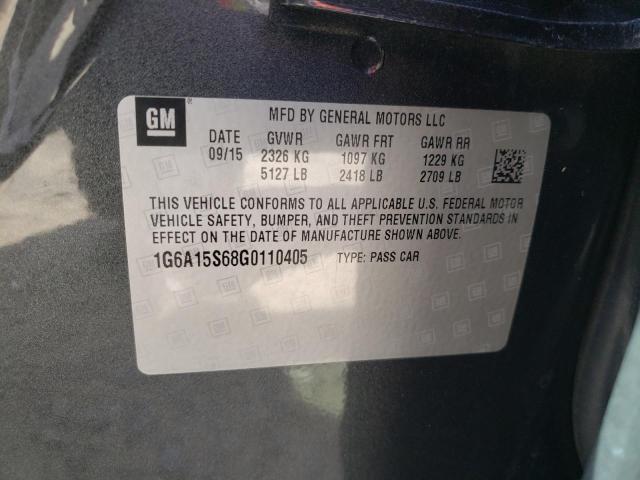 GM
MFD BY GENERAL MOTORS LLC
DATE GVWR GAWR FRT GAWR RR
09/15 2326 KG 1097 KG 1229 KG
5127 LB 2418 LB 2709 LB
THIS VEHICLE CONFORMS TO ALL APPLICABLE U.S. FEDERAL MOTOR
VEHICLE SAFETY, BUMPER, AND THEFT PREVENTION STANDARDS IN
EFFECT ON THE DATE OF MANUFACTURE SHOWN ABOVE.
1G6A15S68G0110405 TYPE: PASS CAR